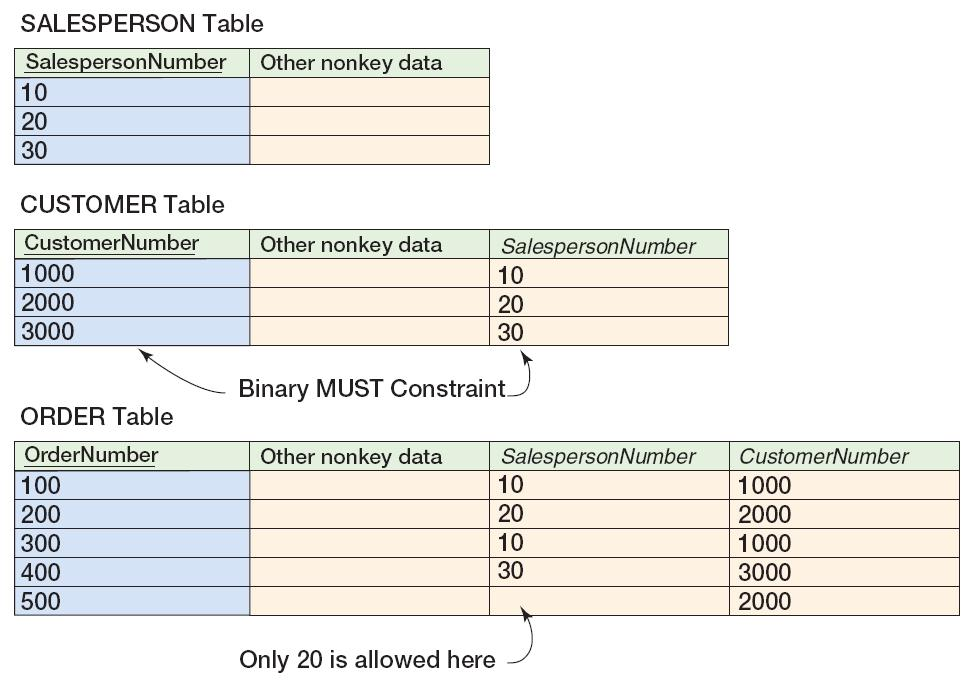 SALESPERSON Table
SalespersonNumber Other nonkey data
10
20
30
CUSTOMER Table
CustomerNumber Other nonkey data SalespersonNumber
1000 10
2000 20
3000 30
Binary MUST Constraint
ORDER Table
OrderNumber Other nonkey data SalespersonNumber CustomerNumber
100 10 1000
200 20 2000
300 10 1000
400 30 3000
500 2000
Only 20 is allowed here